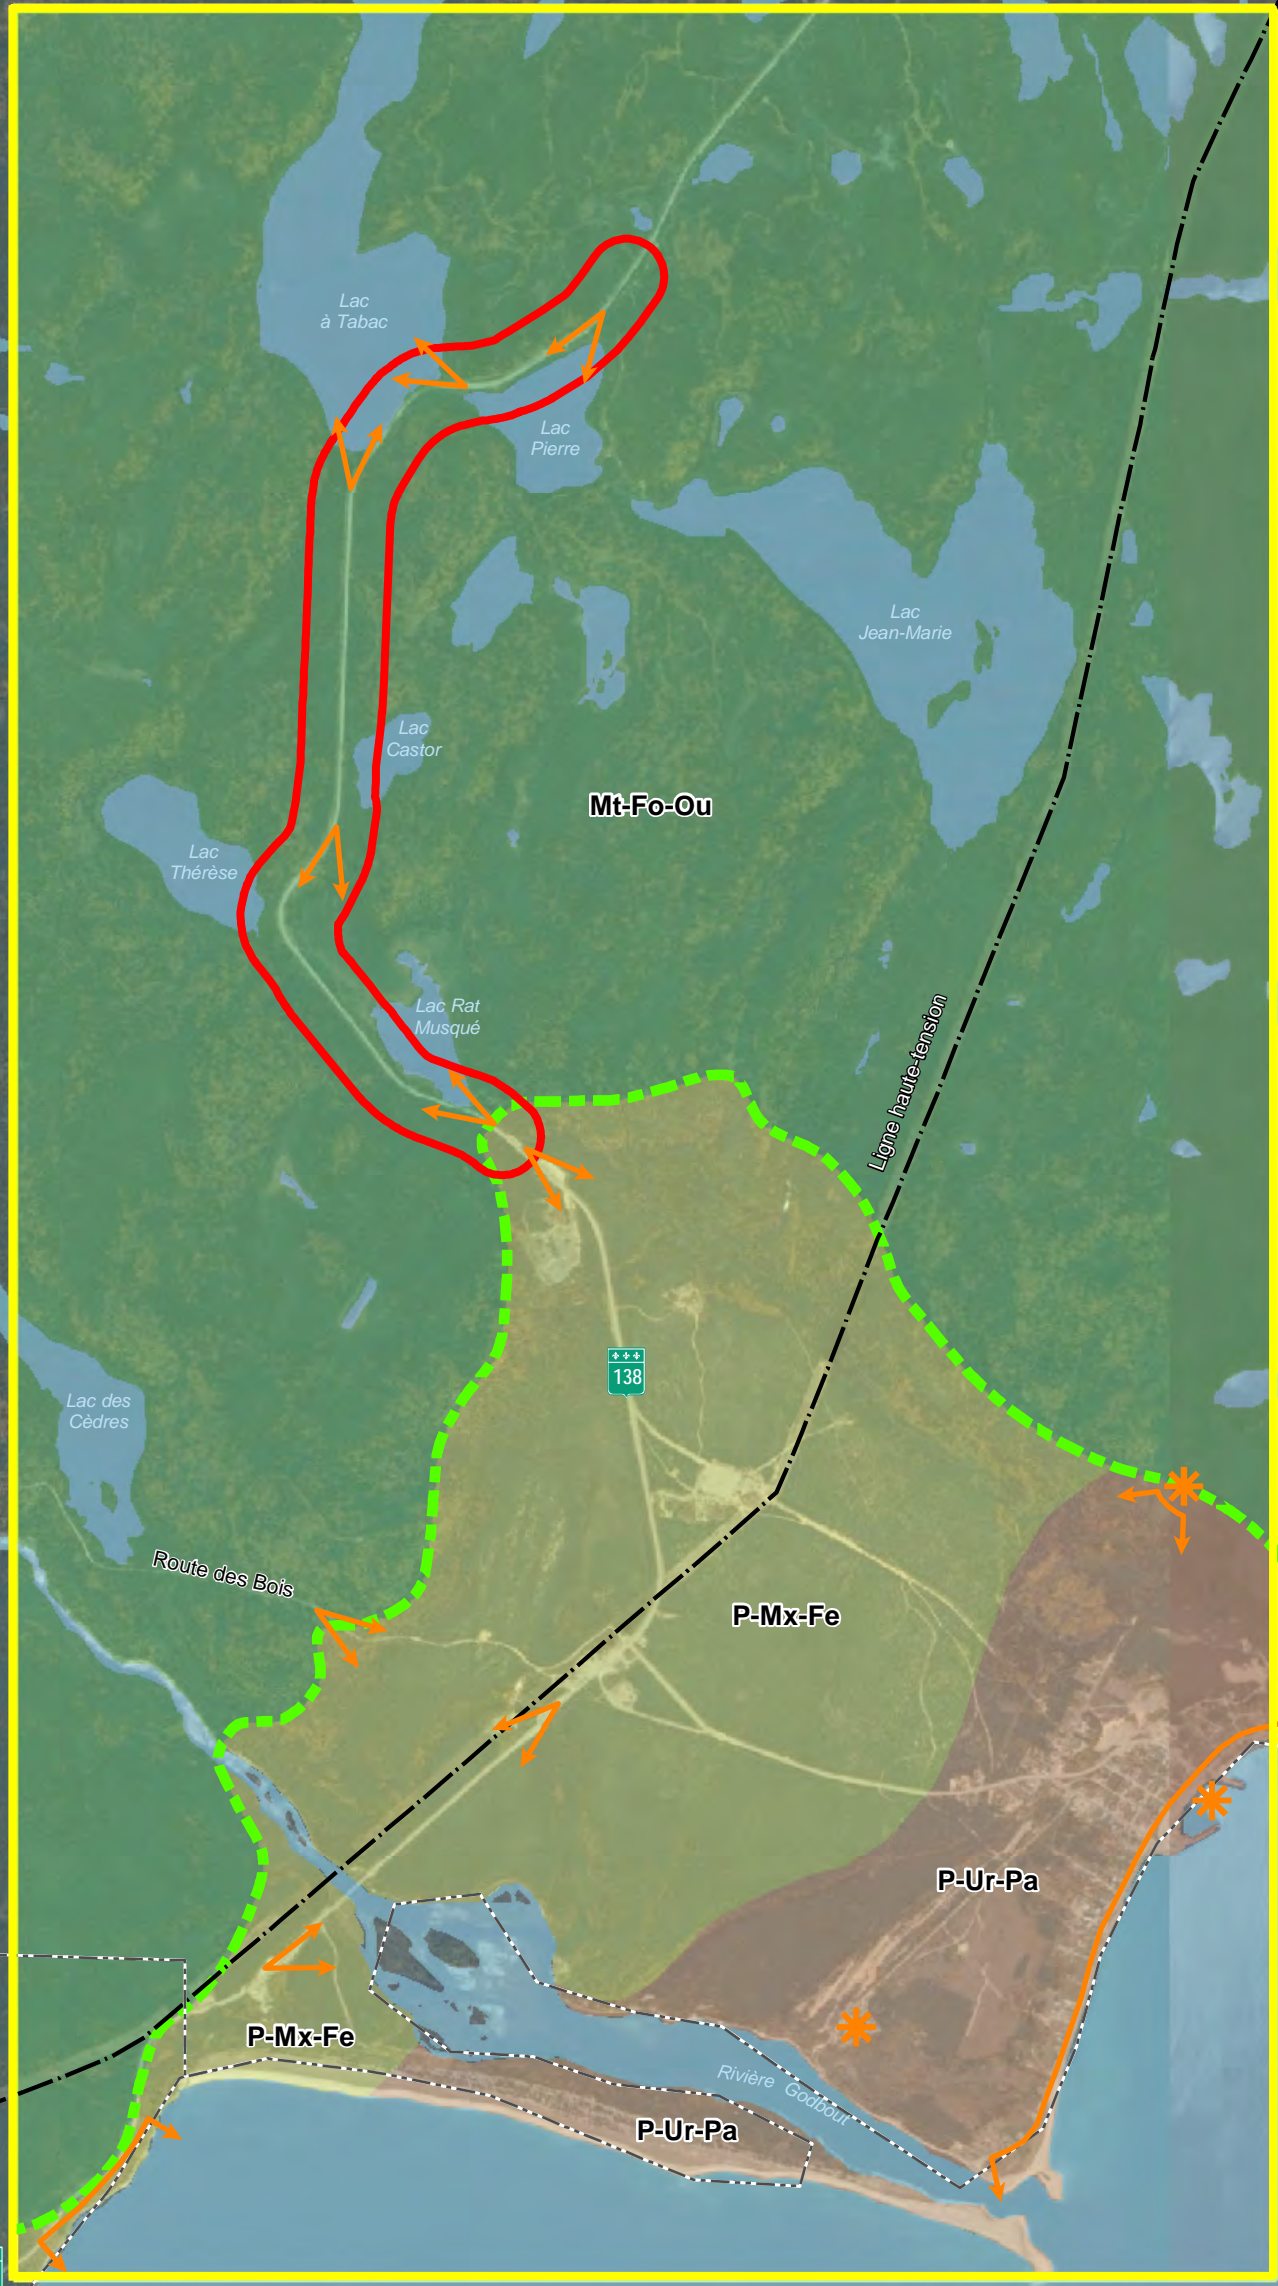 Lac
à Tabac
Lac
Pierre
Lac
Jean-Marie
Lac
Castor
Mt-Fo-Ou
Lac
Thérèse
Lac Rat
Musqué
Ligne haute-tension
138
Lac des
Cèdres
Route des Bois
P-Mx-Fe
P-Ur-Pa
P-Mx-Fe
Rivière Godbout
P-Ur-Pa